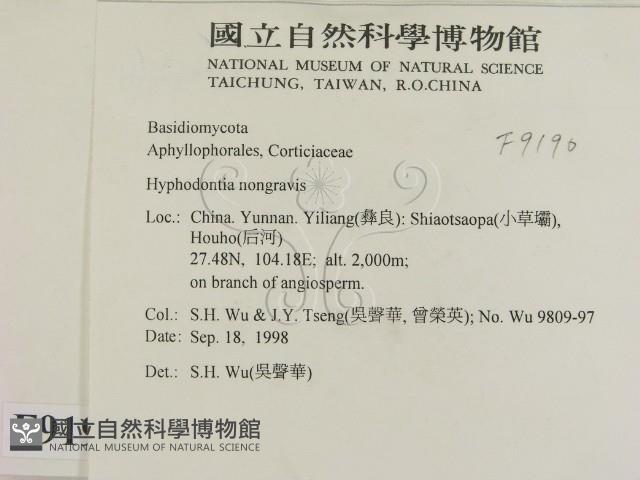 國立自然科學博物館
NATIONAL MUSEUM OF NATURAL SCIENCE
TAICHUNG, TAIWAN, R.O.CHINA
Basidiomycota
F9190
Aphyllophorales, Corticiaceae
Hyphodontia nongravis
Loc.: China. Yunnan. Yiliang(彝良): Shiaotsaopa(小草壩),
Houho(后河)
27.48N, 104.18E; alt. 2,000m;
on branch of angiosperm.
Col.: S.H. Wu & J.Y. Tseng(吳聲華, 曾榮英); No. Wu 9809-97
Date: Sep. 18, 1998
Det.: S.H. Wu(吳聲華)
F91
國立自然科學博物館
NATIONAL MUSEUM OF NATURAL SCIENCE